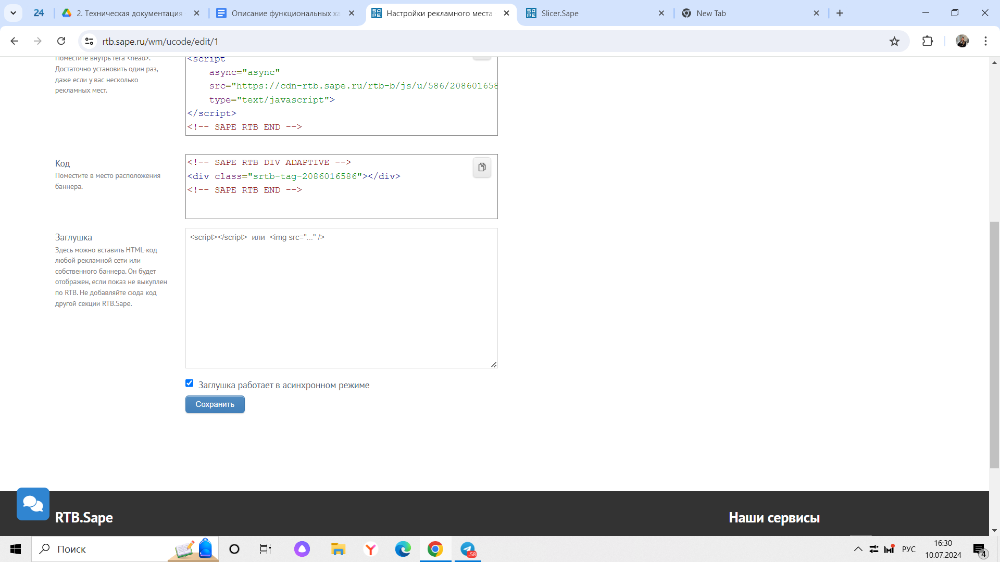 24
2. Техническая документация
Описание функциональных ха
Настройки рекламного места
Slicer.Sape
New Tab
rtb.sape.ru/wm/ucode/edit/1
Поместите внутрь тега <head>.
Достаточно установить один раз,
даже если у вас несколько
рекламных мест.
<script
async="async"
src="https://cdn-rtb.sape.ru/rtb-b/js/u/586/208601658
type="text/javascript">
</script>
<!-- SAPE RTB END -->
Код
Поместите в место расположения
баннера.
<!-- SAPE RTB DIV ADAPTIVE -->
<div class="srtb-tag-2086016586"></div>
<!-- SAPE RTB END -->
Заглушка
Здесь можно вставить HTML-код
любой рекламной сети или
собственного баннера. Он будет
отображен, если показ не выкуплен
по RTB. Не добавляйте сюда код
другой секции RTB.Sape.
<script></script> или <img src="..." />
Заглушка работает в асинхронном режиме
Сохранить
RTB.Sape
Наши сервисы
Поиск
..58
РУС
16:30
10.07.2024
4